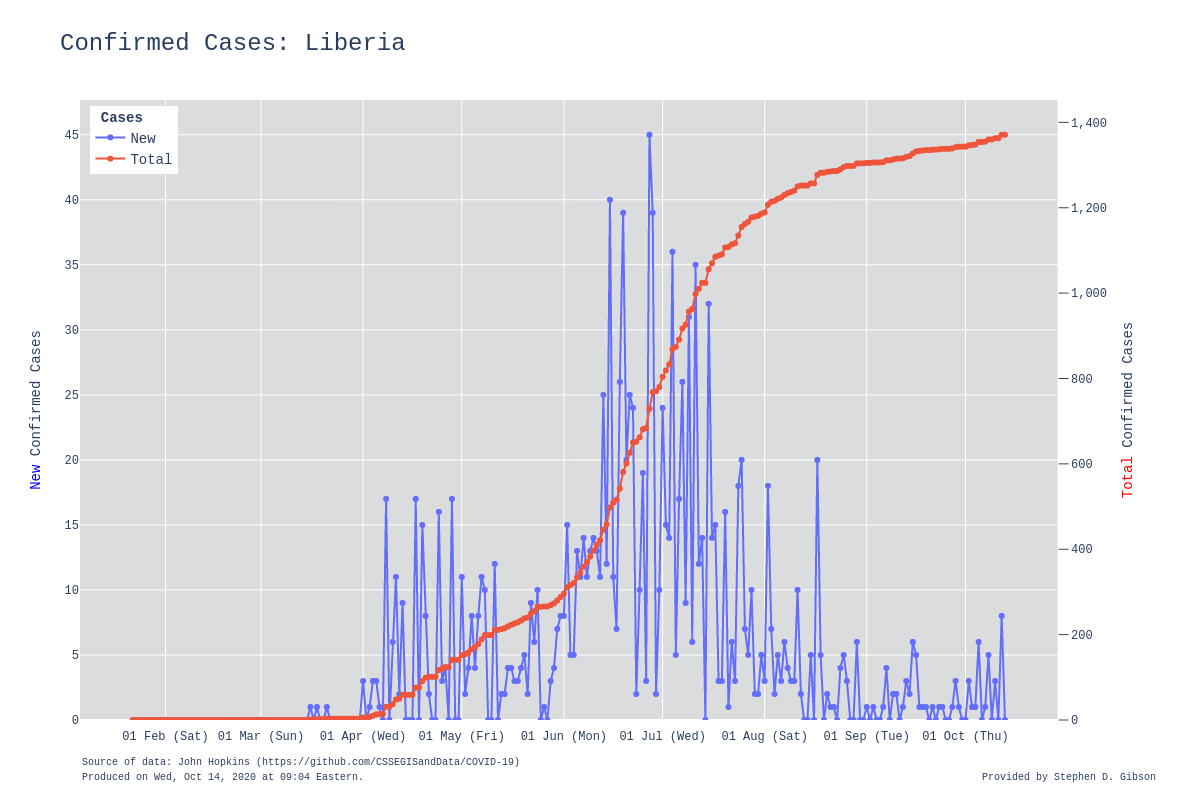 Confirmed Cases: Liberia
Cases
New
Total
45
40
35
30
25
20
15
10
5
0
1,400
1,200
1,000
800
600
400
200
0
New Confirmed Cases
Total Confirmed Cases
01 Feb (Sat) 01 Mar (Sun) 01 Apr (Wed) 01 May (Fri) 01 Jun (Mon) 01 Jul (Wed) 01 Aug (Sat) 01 Sep (Tue) 01 Oct (Thu)
Source of data: John Hopkins (https://github.com/CSSEGISandData/COVID-19)
Produced on Wed, Oct 14, 2020 at 09:04 Eastern.
Provided by Stephen D. Gibson